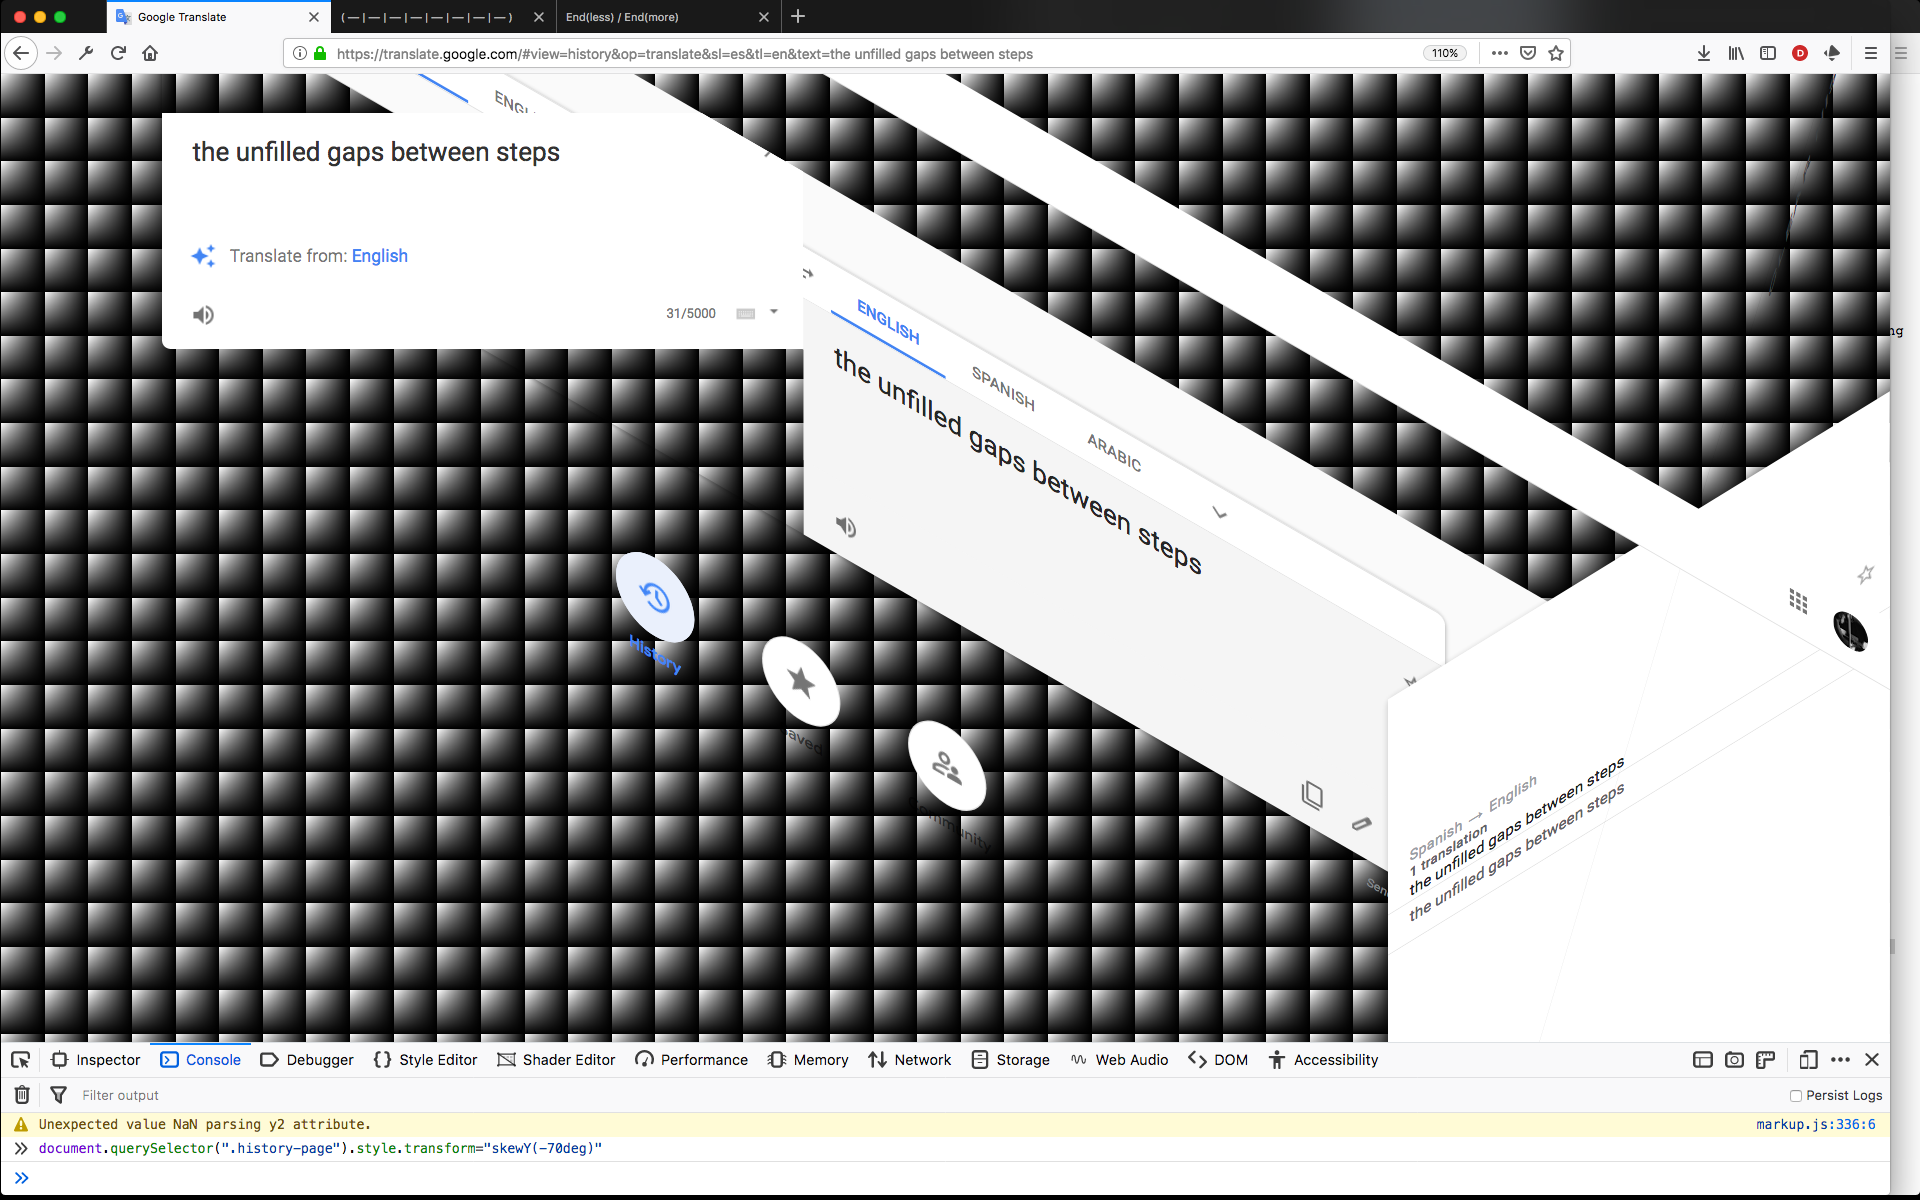 Google Translate
(—|—|—|—|—|—|—|—)
End(less) / End(more)
https://translate.google.com/#view=history&op=translate&sl=es&tl=en&text=the unfilled gaps between steps
110%
ENGL
the unfilled gaps between steps
Translate from: English
31/5000
ENGLISH
SPANISH
ARABIC
the unfilled gaps between steps
ng
History
Saved
Community
Sen
Spanish → English
1 translation
the unfilled gaps between steps
the unfilled gaps between steps
Inspector
Console
Debugger
Style Editor
Shader Editor
Performance
Memory
Network
Storage
Web Audio
DOM
Accessibility
Filter output
Persist Logs
Unexpected value NaN parsing y2 attribute.
markup.js:336:6
document.querySelector(".history-page").style.transform="skewY(-70deg)"